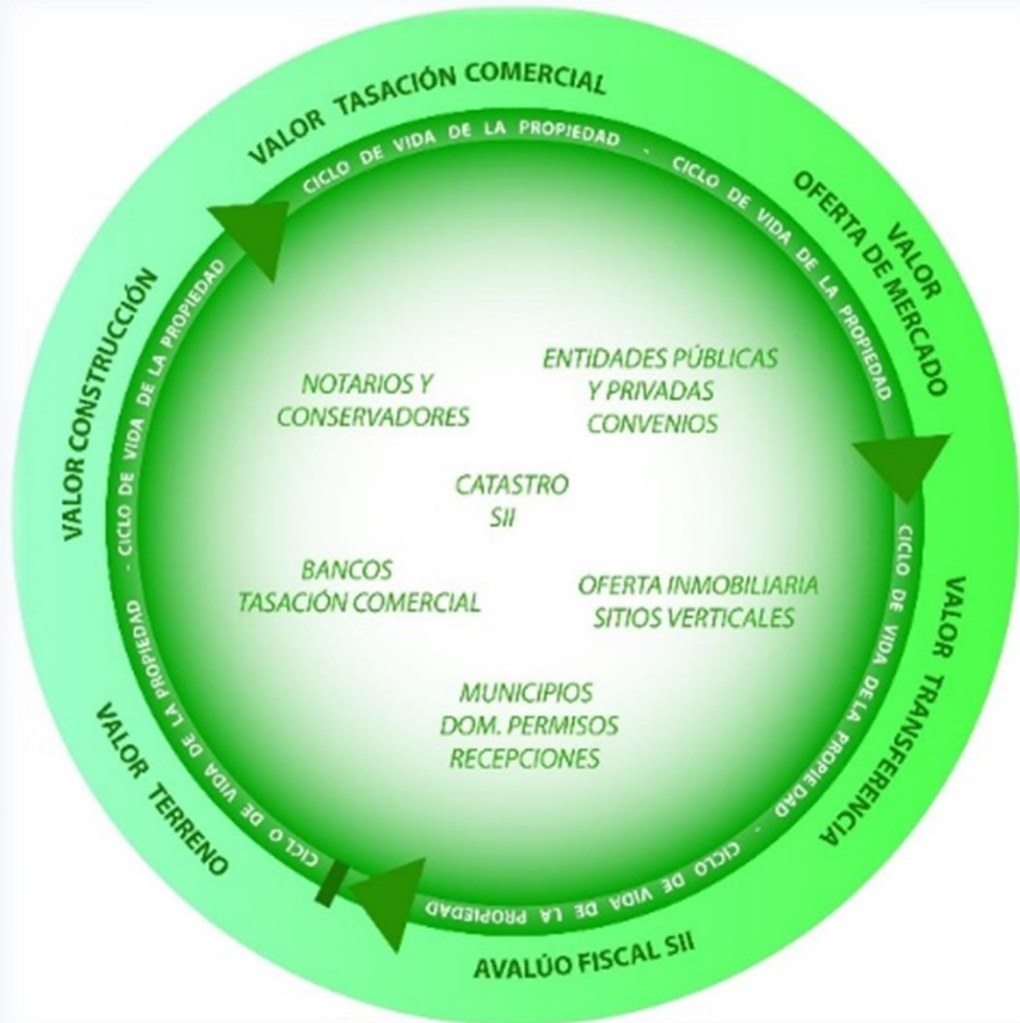 VALOR TASACIÓN COMERCIAL
VALOR
OFERTA DE MERCADO
VALOR TRANSFERENCIA
AVALÚO FISCAL SII
VALOR TERRENO
VALOR CONSTRUCCIÓN
CICLO DE VIDA DE LA PROPIEDAD - CICLO DE VIDA DE LA PROPIEDAD
CICLO DE VIDA DE LA PROPIEDAD - CICLO DE VIDA DE LA PROPIEDAD
CICLO DE VIDA DE LA PROPIEDAD - CICLO DE VIDA DE LA PROPIEDAD
NOTARIOS Y
CONSERVADORES
ENTIDADES PÚBLICAS
Y PRIVADAS
CONVENIOS
CATASTRO
SII
BANCOS
TASACIÓN COMERCIAL
OFERTA INMOBILIARIA
SITIOS VERTICALES
MUNICIPIOS
DOM. PERMISOS
RECEPCIONES